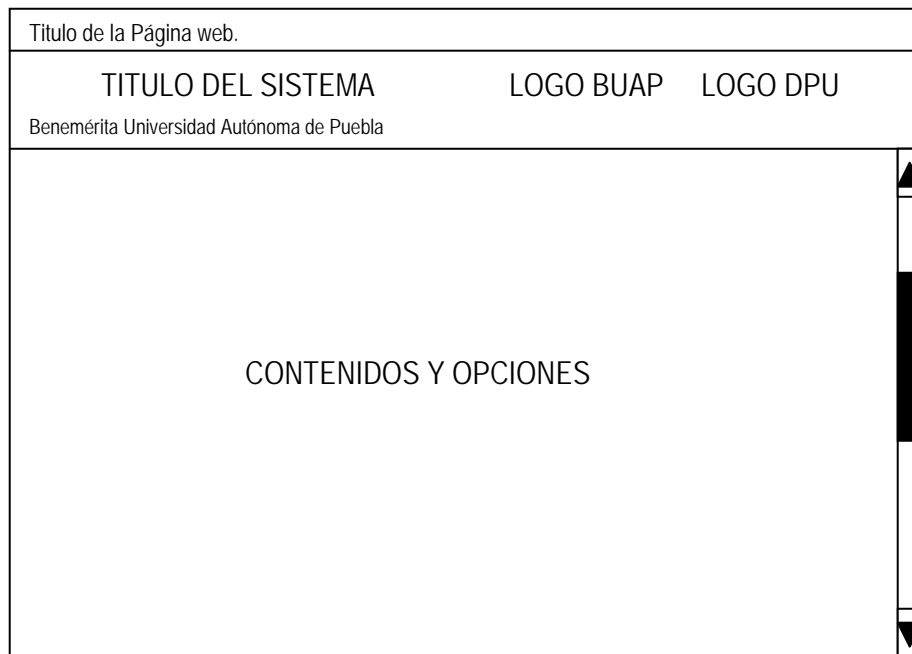 Titulo de la Página web.
TITULO DEL SISTEMA LOGO BUAP LOGO DPU
Benemérita Universidad Autónoma de Puebla
CONTENIDOS Y OPCIONES